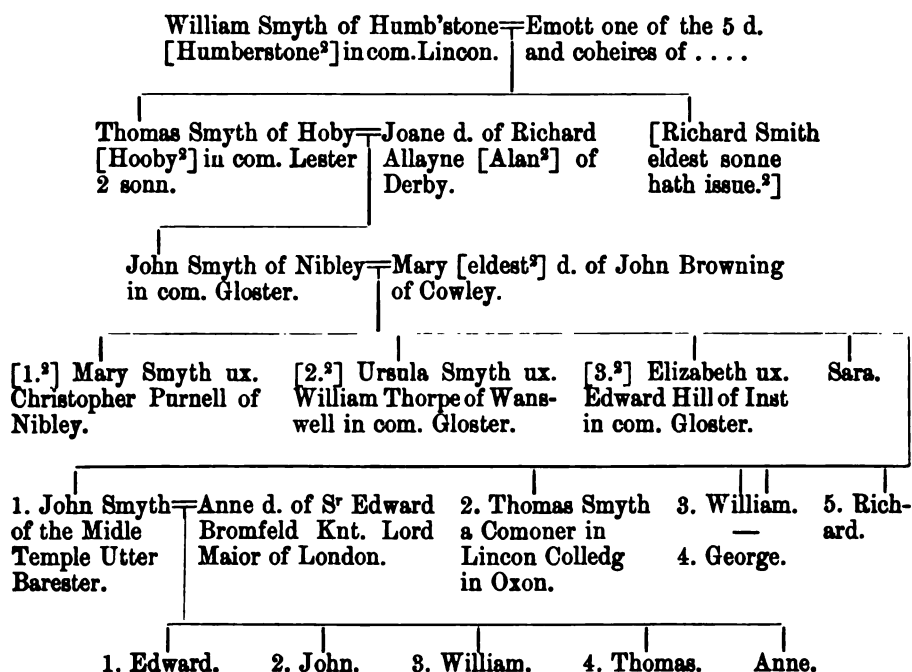 William Smyth of Humb'stone Emott one of the 5 d.
[Humberstone²] in com. Lincon. and coheires of ....
Thomas Smyth of Hoby Joane d. of Richard [Richard Smith
[Hooby²] in com. Lester Allayne [Alan²] of eldest sonne
2 sonn. Derby. hath issue.²]
John Smyth of Nibley Mary [eldest²] d. of John Browning
in com. Gloster. of Cowley.
[1.²] Mary Smyth ux. [2.²] Ursula Smyth ux. [3.²] Elizabeth ux. Sara.
Christopher Purnell of William Thorpe of Wans- Edward Hill of Inst
Nibley. well in com. Gloster. in com. Gloster.
1. John Smyth Anne d. of Sʳ Edward 2. Thomas Smyth 3. William. 5. Rich-
of the Midle Bromfeld Knt. Lord a Comoner in — ard.
Temple Utter Maior of London. Lincon Colledg 4. George.
Barester. in Oxon.
1. Edward. 2. John. 3. William. 4. Thomas. Anne.